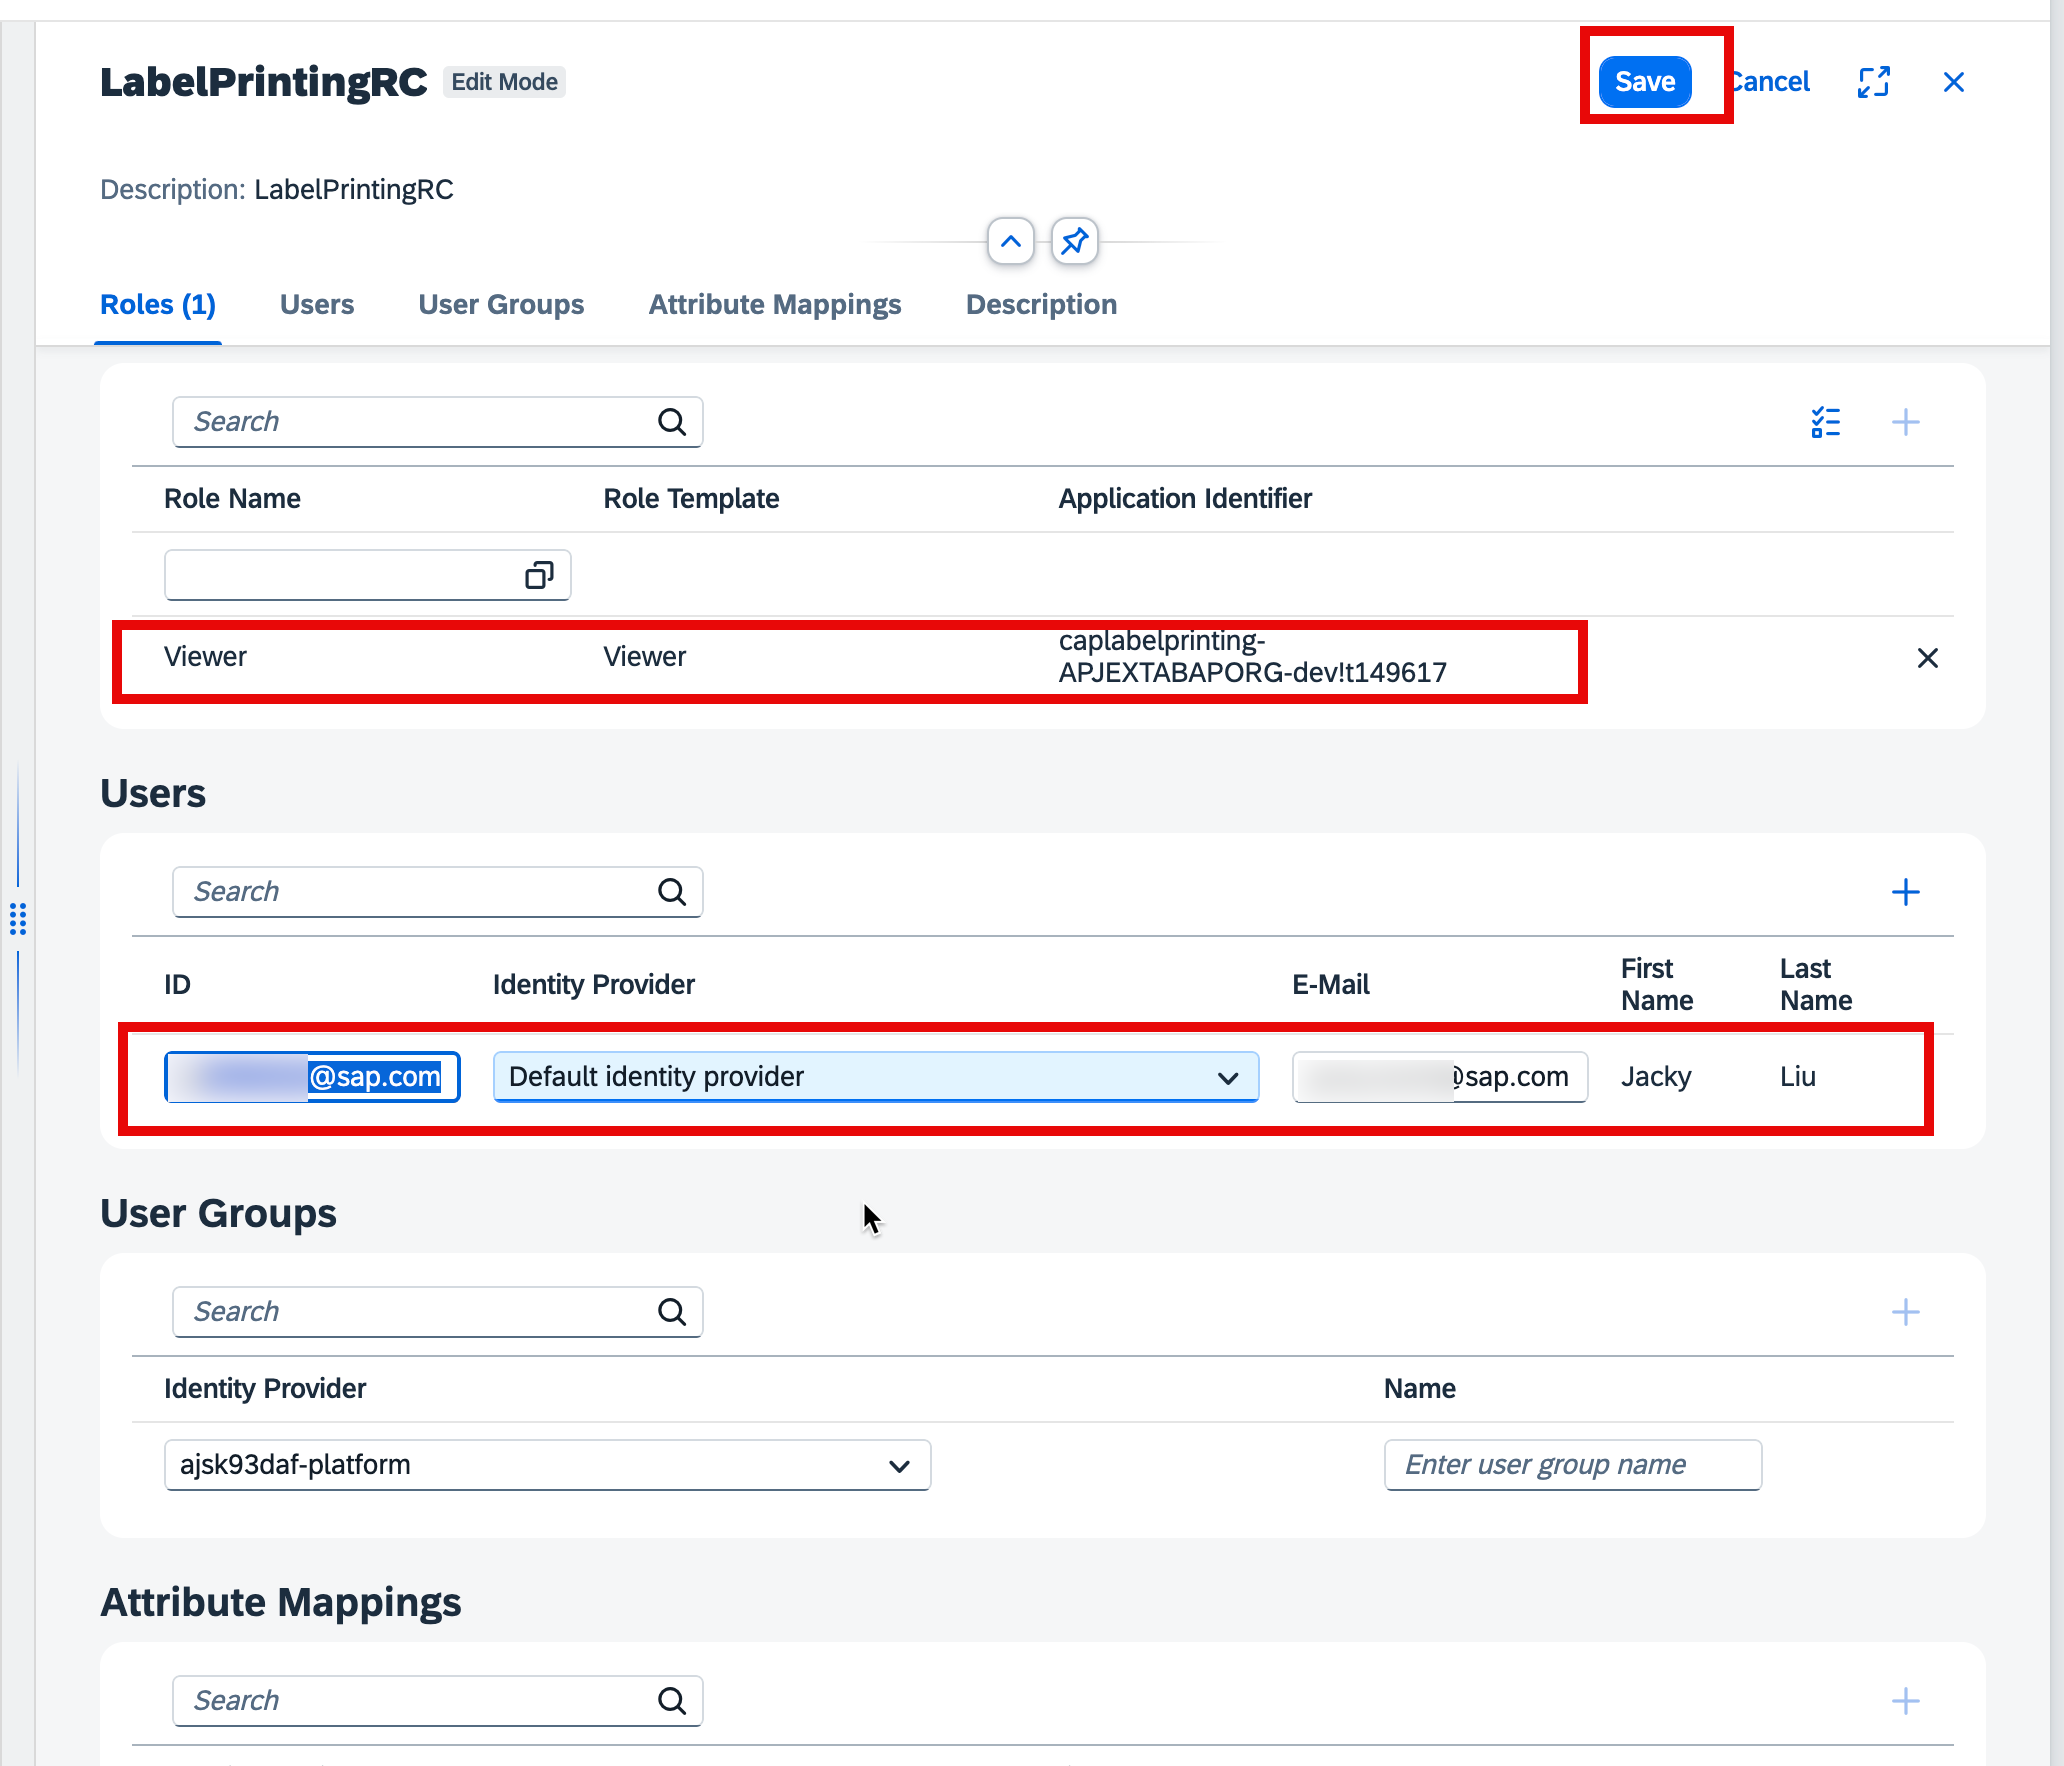 LabelPrintingRC Edit Mode Save Cancel
Description: LabelPrintingRC
Roles (1) Users User Groups Attribute Mappings Description
Search
Role Name Role Template Application Identifier
Viewer Viewer caplabelprinting-
APJEXTABAPORG-dev!t149617
Users
Search
ID Identity Provider E-Mail First Name Last Name
@sap.com Default identity provider @sap.com Jacky Liu
User Groups
Search
Identity Provider Name
ajsk93daf-platform Enter user group name
Attribute Mappings
Search